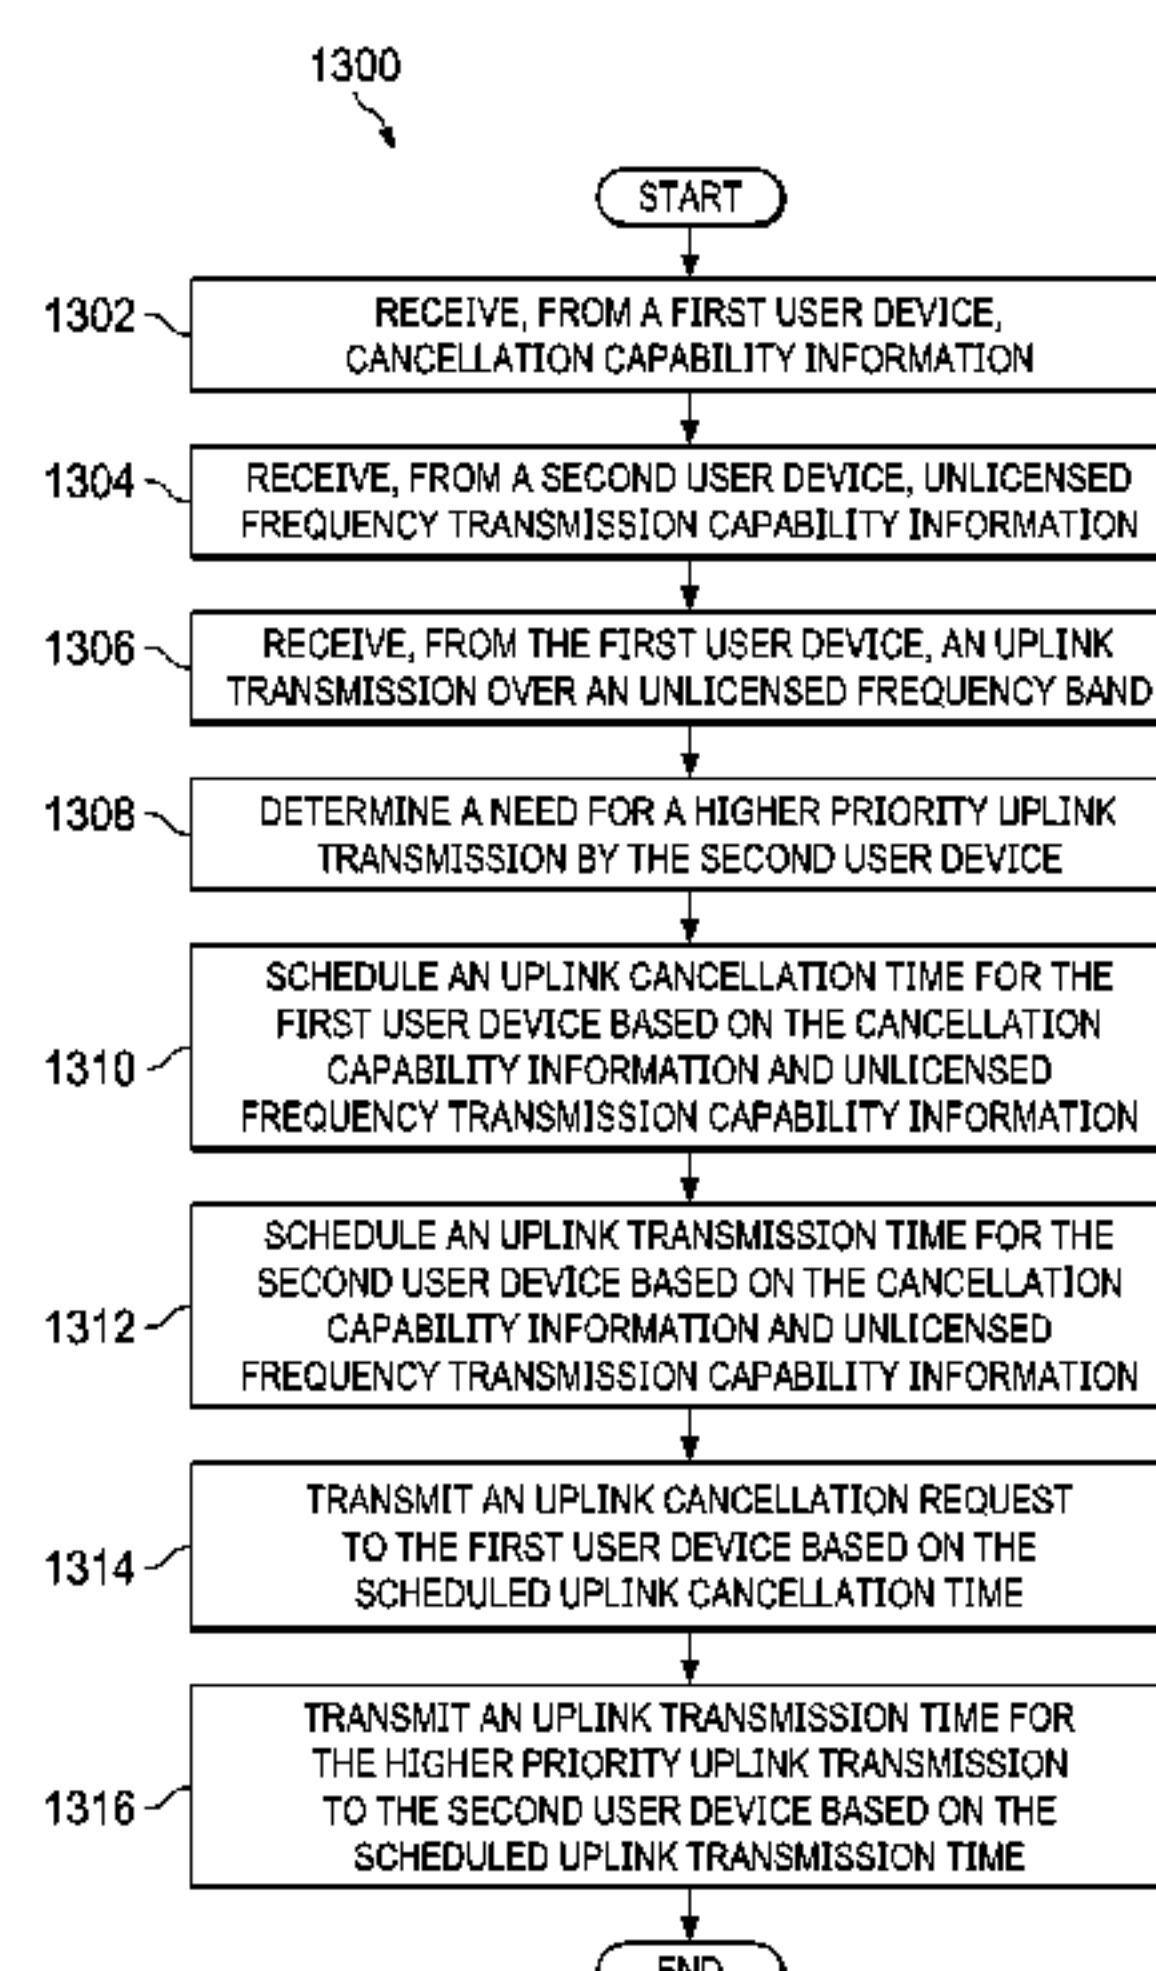 1300
START
1302
RECEIVE, FROM A FIRST USER DEVICE,
CANCELLATION CAPABILITY INFORMATION
1304
RECEIVE, FROM A SECOND USER DEVICE, UNLICENSED
FREQUENCY TRANSMISSION CAPABILITY INFORMATION
1306
RECEIVE, FROM THE FIRST USER DEVICE, AN UPLINK
TRANSMISSION OVER AN UNLICENSED FREQUENCY BAND
1308
DETERMINE A NEED FOR A HIGHER PRIORITY UPLINK
TRANSMISSION BY THE SECOND USER DEVICE
1310
SCHEDULE AN UPLINK CANCELLATION TIME FOR THE
FIRST USER DEVICE BASED ON THE CANCELLATION
CAPABILITY INFORMATION AND UNLICENSED
FREQUENCY TRANSMISSION CAPABILITY INFORMATION
1312
SCHEDULE AN UPLINK TRANSMISSION TIME FOR THE
SECOND USER DEVICE BASED ON THE CANCELLATION
CAPABILITY INFORMATION AND UNLICENSED
FREQUENCY TRANSMISSION CAPABILITY INFORMATION
1314
TRANSMIT AN UPLINK CANCELLATION REQUEST
TO THE FIRST USER DEVICE BASED ON THE
SCHEDULED UPLINK CANCELLATION TIME
1316
TRANSMIT AN UPLINK TRANSMISSION TIME FOR
THE HIGHER PRIORITY UPLINK TRANSMISSION
TO THE SECOND USER DEVICE BASED ON THE
SCHEDULED UPLINK TRANSMISSION TIME
END